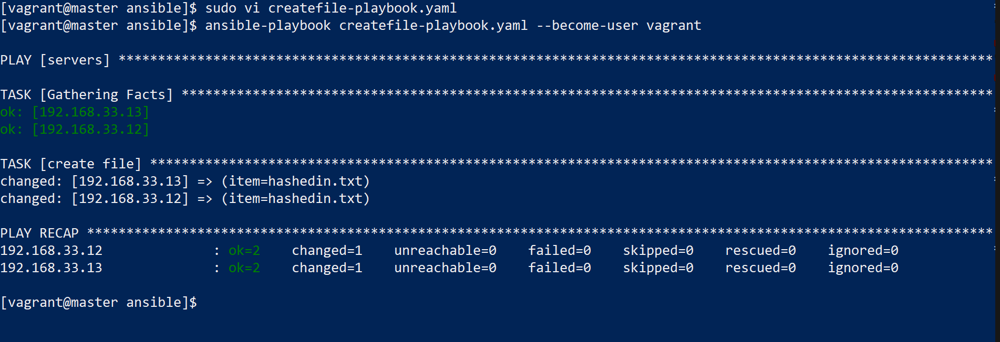 [vagrant@master ansible]$ sudo vi createfile-playbook.yaml
[vagrant@master ansible]$ ansible-playbook createfile-playbook.yaml --become-user vagrant
PLAY [servers] ***************************************************************************************************************
TASK [Gathering Facts] *******************************************************************************************************
ok: [192.168.33.13]
ok: [192.168.33.12]
TASK [create file] ***********************************************************************************************************
changed: [192.168.33.13] => (item=hashedin.txt)
changed: [192.168.33.12] => (item=hashedin.txt)
PLAY RECAP *******************************************************************************************************************
192.168.33.12              : ok=2    changed=1    unreachable=0    failed=0    skipped=0    rescued=0    ignored=0
192.168.33.13              : ok=2    changed=1    unreachable=0    failed=0    skipped=0    rescued=0    ignored=0
[vagrant@master ansible]$